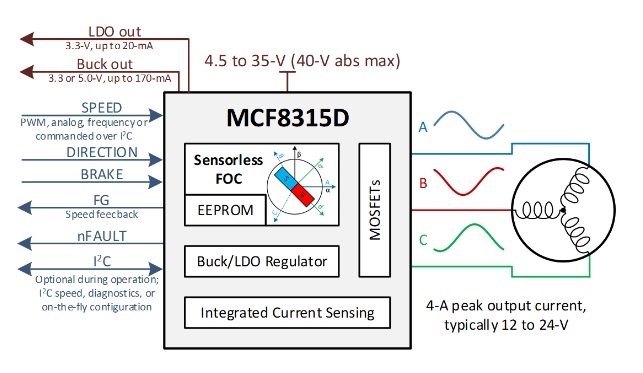 LDO out
3.3-V, up to 20-mA
Buck out
3.3 or 5.0-V, up to 170-mA
4.5 to 35-V (40-V abs max)
SPEED
PWM, analog, frequency or
commanded over I²C
DIRECTION
BRAKE
FG
Speed feecback
nFAULT
I²C
Optional during operation;
I²C speed, diagnostics, or
on-the-fly configuration
MCF8315D
Sensorless
FOC
EEPROM
β
A
α
S
N
MOSFETs
Buck/LDO Regulator
Integrated Current Sensing
A
B
C
4-A peak output current,
typically 12 to 24-V